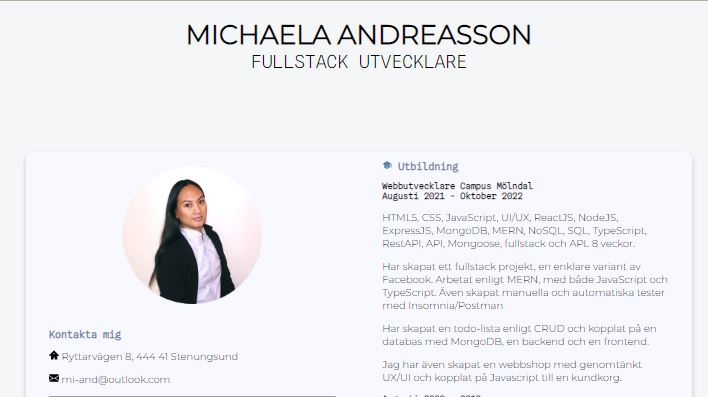 MICHAELA ANDREASSON
FULLSTACK UTVECKLARE
Utbildning
Webbutvecklare Campus Mölndal
Augusti 2021 - Oktober 2022
HTML5, CSS, JavaScript, UI/UX, ReactJS, NodeJS,
ExpressJS, MongoDB, MERN, NoSQL, SQL, TypeScript,
RestAPI, API, Mongoose, fullstack och APL 8 veckor.
Har skapat ett fullstack projekt, en enklare variant av
Facebook. Arbetat enligt MERN, med både JavaScript och
TypeScript. Även skapat manuella och automatiska tester
med Insomnia/Postman
Har skapat en todo-lista enligt CRUD och kopplat på en
databas med MongoDB, en backend och en frontend.
Jag har även skapat en webbshop med genomtänkt
UX/UI och kopplat på Javascript till en kundkorg.
Kontakta mig
Ryttarvägen 8, 444 41 Stenungsund
mi-and@outlook.com